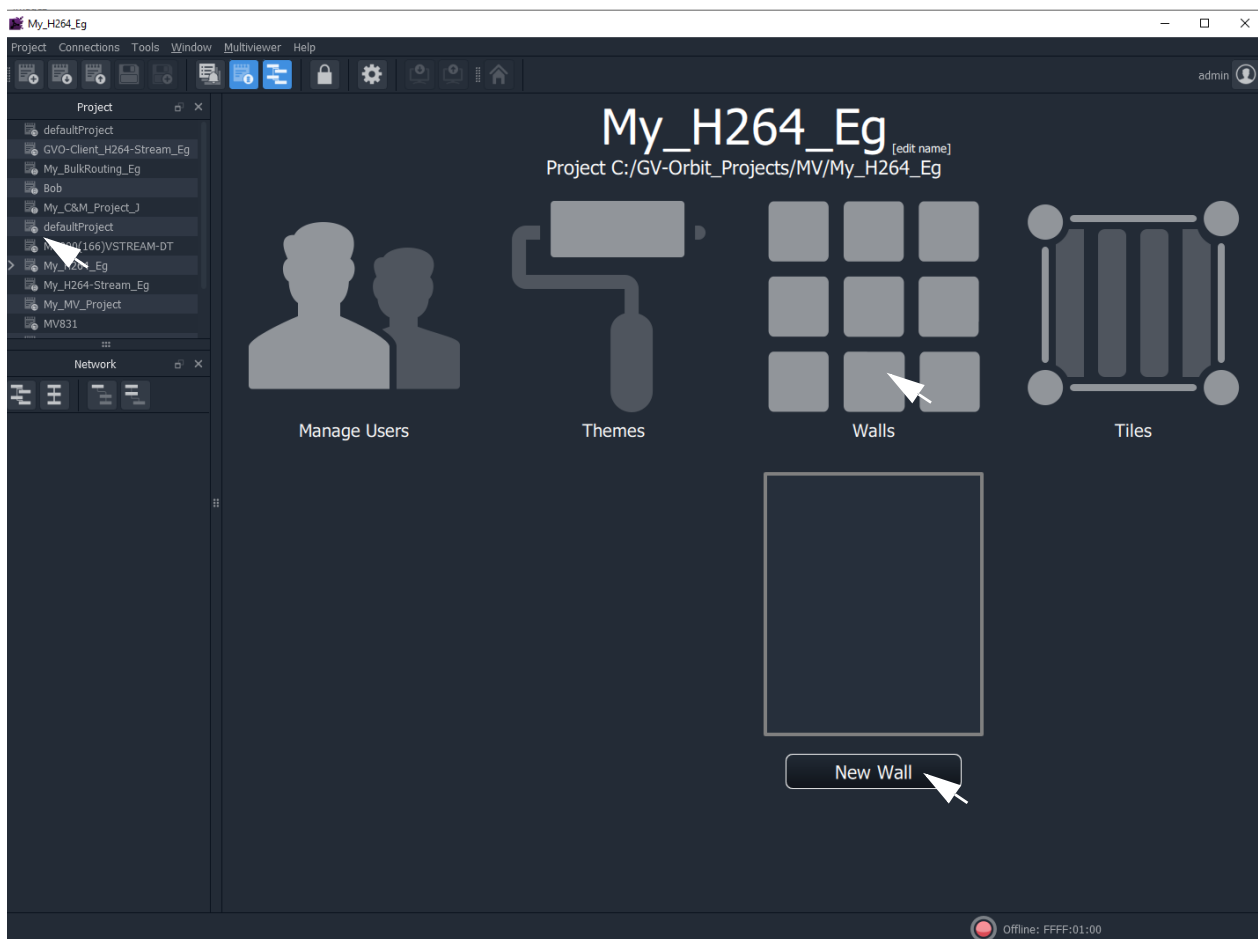 My_H264_Eg
Project Connections Tools Window Multiviewer Help
admin
Project
defaultProject
GVO-Client_H264-Stream_Eg
My_BulkRouting_Eg
Bob
My_C&M_Project_J
defaultProject
(166)VSTREAM-DT
My_H264_Eg
My_H264-Stream_Eg
My_MV_Project
MV831
Network
My_H264_Eg [edit name]
Project C:/GV-Orbit_Projects/MV/My_H264_Eg
Manage Users
Themes
Walls
Tiles
New Wall
Offline: FFFF:01:00